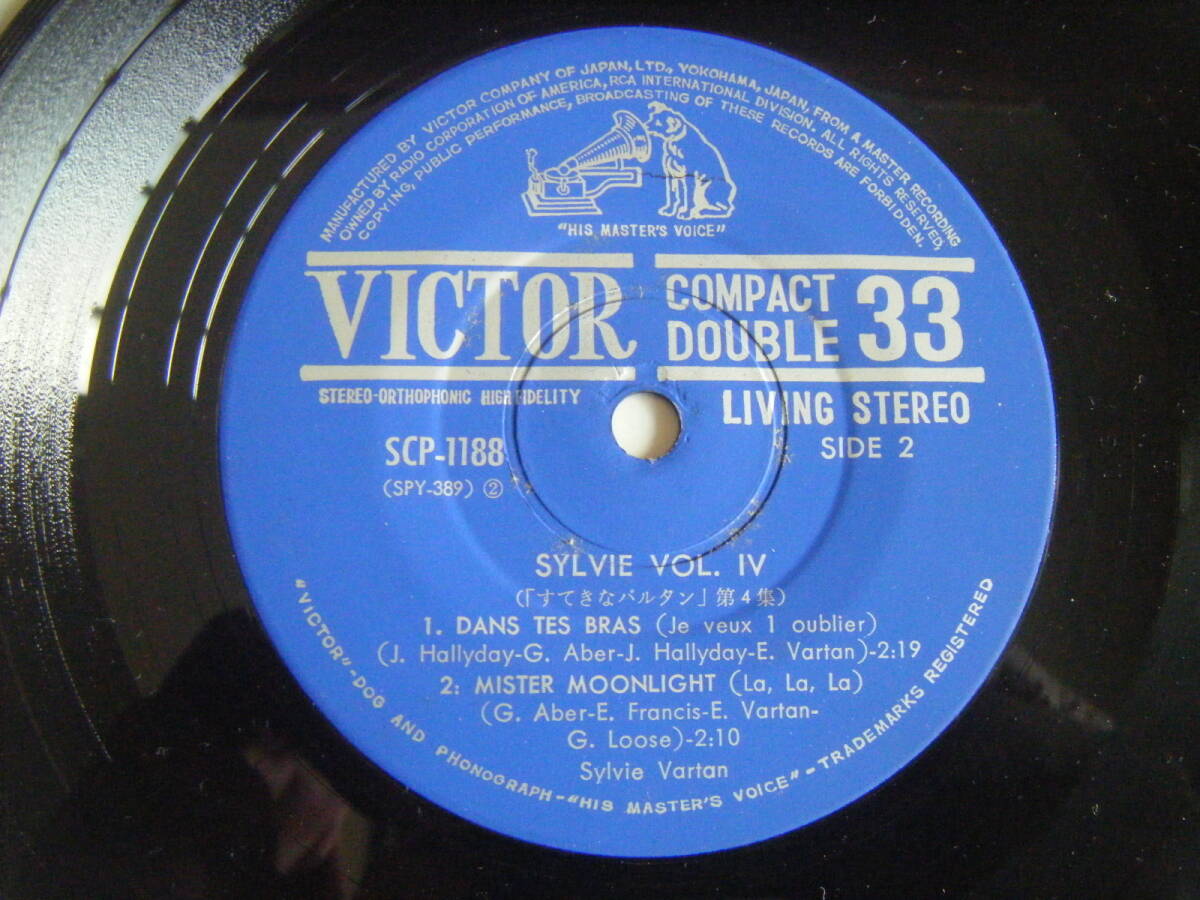 MANUFACTURED BY VICTOR COMPANY OF JAPAN, LTD., YOKOHAMA, JAPAN, FROM A MASTER RECORDING
OWNED BY RADIO CORPORATION OF AMERICA, RCA INTERNATIONAL DIVISION. ALL RIGHTS RESERVED,
COPYING, PUBLIC PERFORMANCE, BROADCASTING OF THESE RECORDS ARE FORBIDDEN.
"HIS MASTER'S VOICE"
VICTOR
COMPACT
DOUBLE 33
STEREO-ORTHOPHONIC HIGH FIDELITY
LIVING STEREO
SCP-1188
SIDE 2
(SPY-389) ②
SYLVIE VOL. IV
(「すてきなバルタン」第4集)
1. DANS TES BRAS (Je veux 1 oublier)
(J. Hallyday-G. Aber-J. Hallyday-E. Vartan)-2:19
2: MISTER MOONLIGHT (La, La, La)
(G. Aber-E. Francis-E. Vartan-
G. Loose)-2:10
Sylvie Vartan
"VICTOR"-DOG AND PHONOGRAPH-"HIS MASTER'S VOICE"-TRADEMARKS REGISTERED